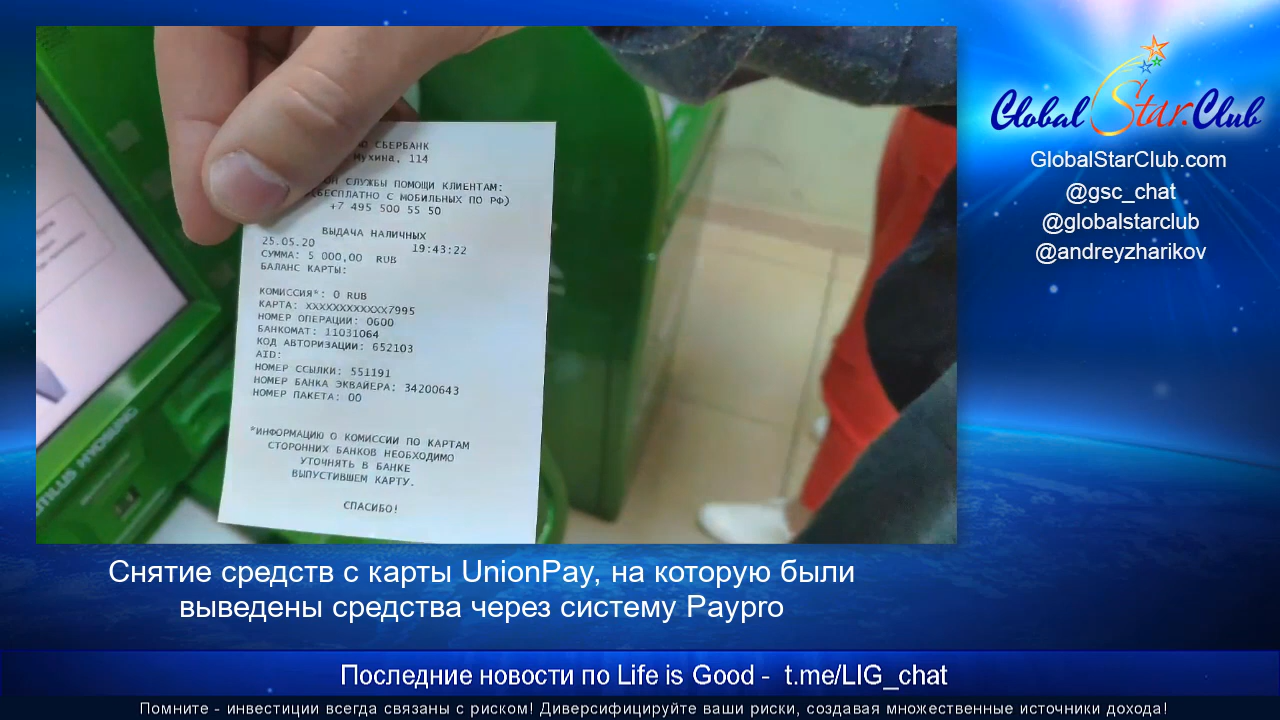 СБЕРБАНК
Мухина, 114
СЛУЖБЫ ПОМОЩИ КЛИЕНТАМ:
(БЕСПЛАТНО С МОБИЛЬНЫХ ПО РФ)
+7 495 500 55 50
ВЫДАЧА НАЛИЧНЫХ
25.05.20 19:43:22
СУММА: 5 000,00 RUB
БАЛАНС КАРТЫ:
КОМИССИЯ*: 0 RUB
КАРТА: XXXXXXXXXXXX7995
НОМЕР ОПЕРАЦИИ: 0600
БАНКОМАТ: 11031064
КОД АВТОРИЗАЦИИ: 652103
AID:
НОМЕР ССЫЛКИ: 551191
НОМЕР БАНКА ЭКВАЙЕРА: 34200643
НОМЕР ПАКЕТА: 00
*ИНФОРМАЦИЮ О КОМИССИИ ПО КАРТАМ
СТОРОННИХ БАНКОВ НЕОБХОДИМО
УТОЧНЯТЬ В БАНКЕ
ВЫПУСТИВШЕМ КАРТУ.
СПАСИБО!
Global Star Club
GlobalStarClub.com
@gsc_chat
@globalstarclub
@andreyzharikov
Снятие средств с карты UnionPay, на которую были
выведены средства через систему Paypro
Последние новости по Life is Good - t.me/LIG_chat
Помните - инвестиции всегда связаны с риском! Диверсифицируйте ваши риски, создавая множественные источники дохода!